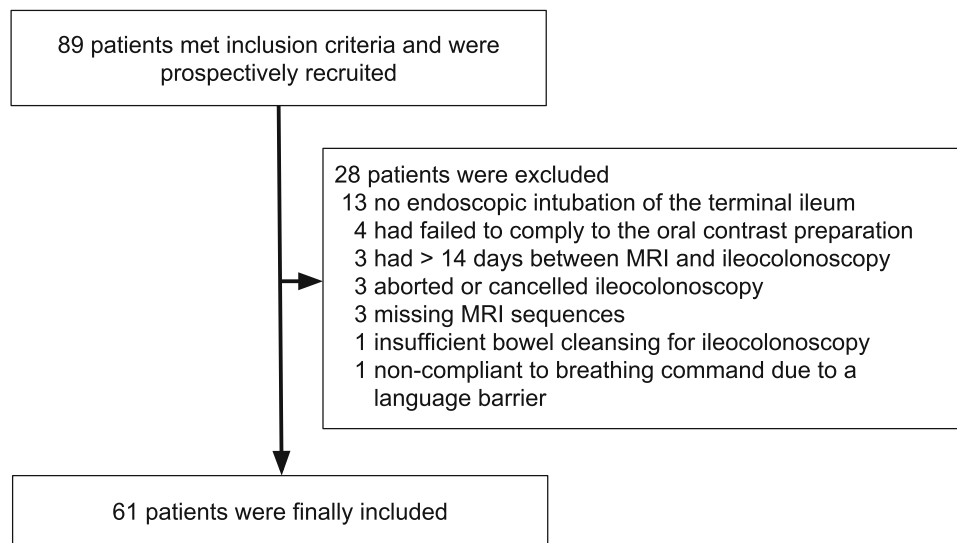 89 patients met inclusion criteria and were
prospectively recruited
28 patients were excluded
13 no endoscopic intubation of the terminal ileum
4 had failed to comply to the oral contrast preparation
3 had > 14 days between MRI and ileocolonoscopy
3 aborted or cancelled ileocolonoscopy
3 missing MRI sequences
1 insufficient bowel cleansing for ileocolonoscopy
1 non-compliant to breathing command due to a
language barrier
61 patients were finally included